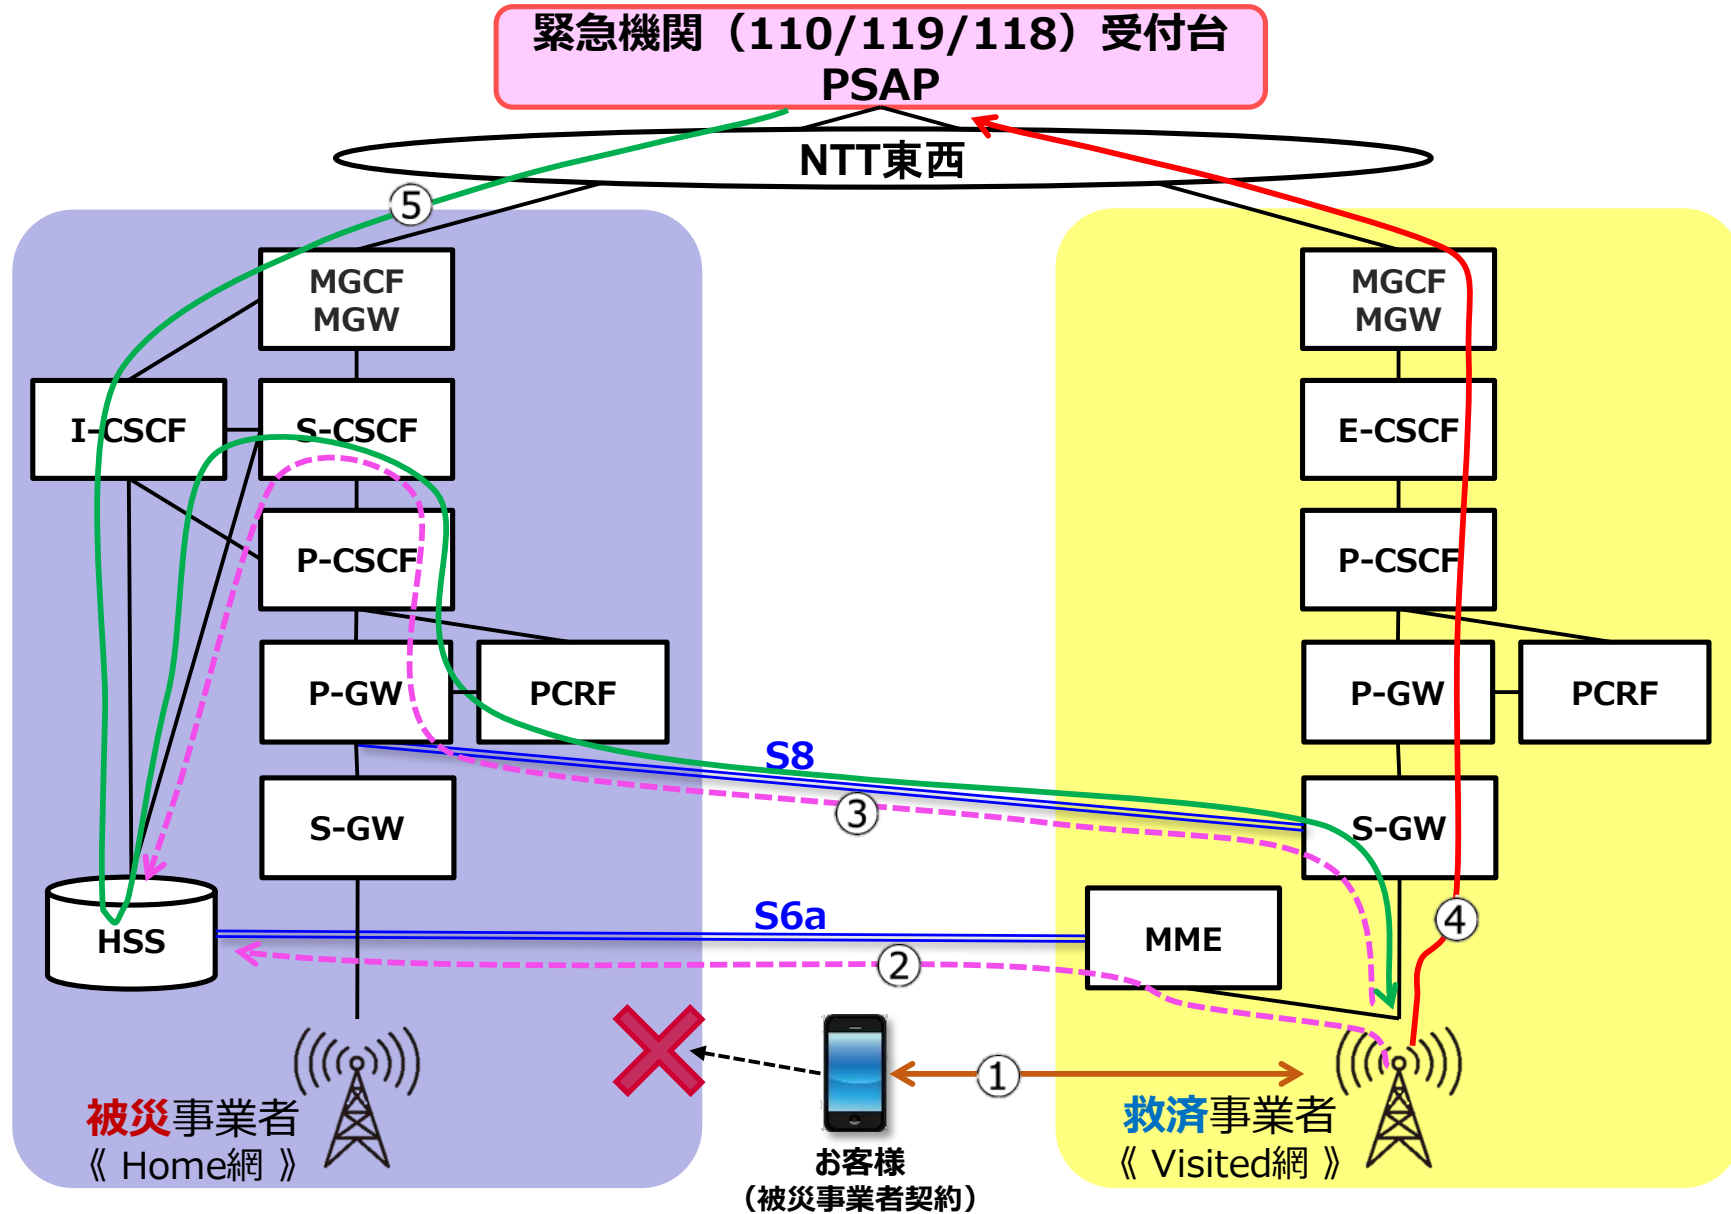 緊急機関（110/119/118）受付台
PSAP
NTT東西
⑤
MGCF
MGW
I-CSCF
S-CSCF
P-CSCF
P-GW
PCRF
S-GW
HSS
被災事業者
《 Home網 》
S8
③
S6a
②
①
お客様
（被災事業者契約）
MGCF
MGW
E-CSCF
P-CSCF
P-GW
PCRF
S-GW
MME
④
救済事業者
《 Visited網 》